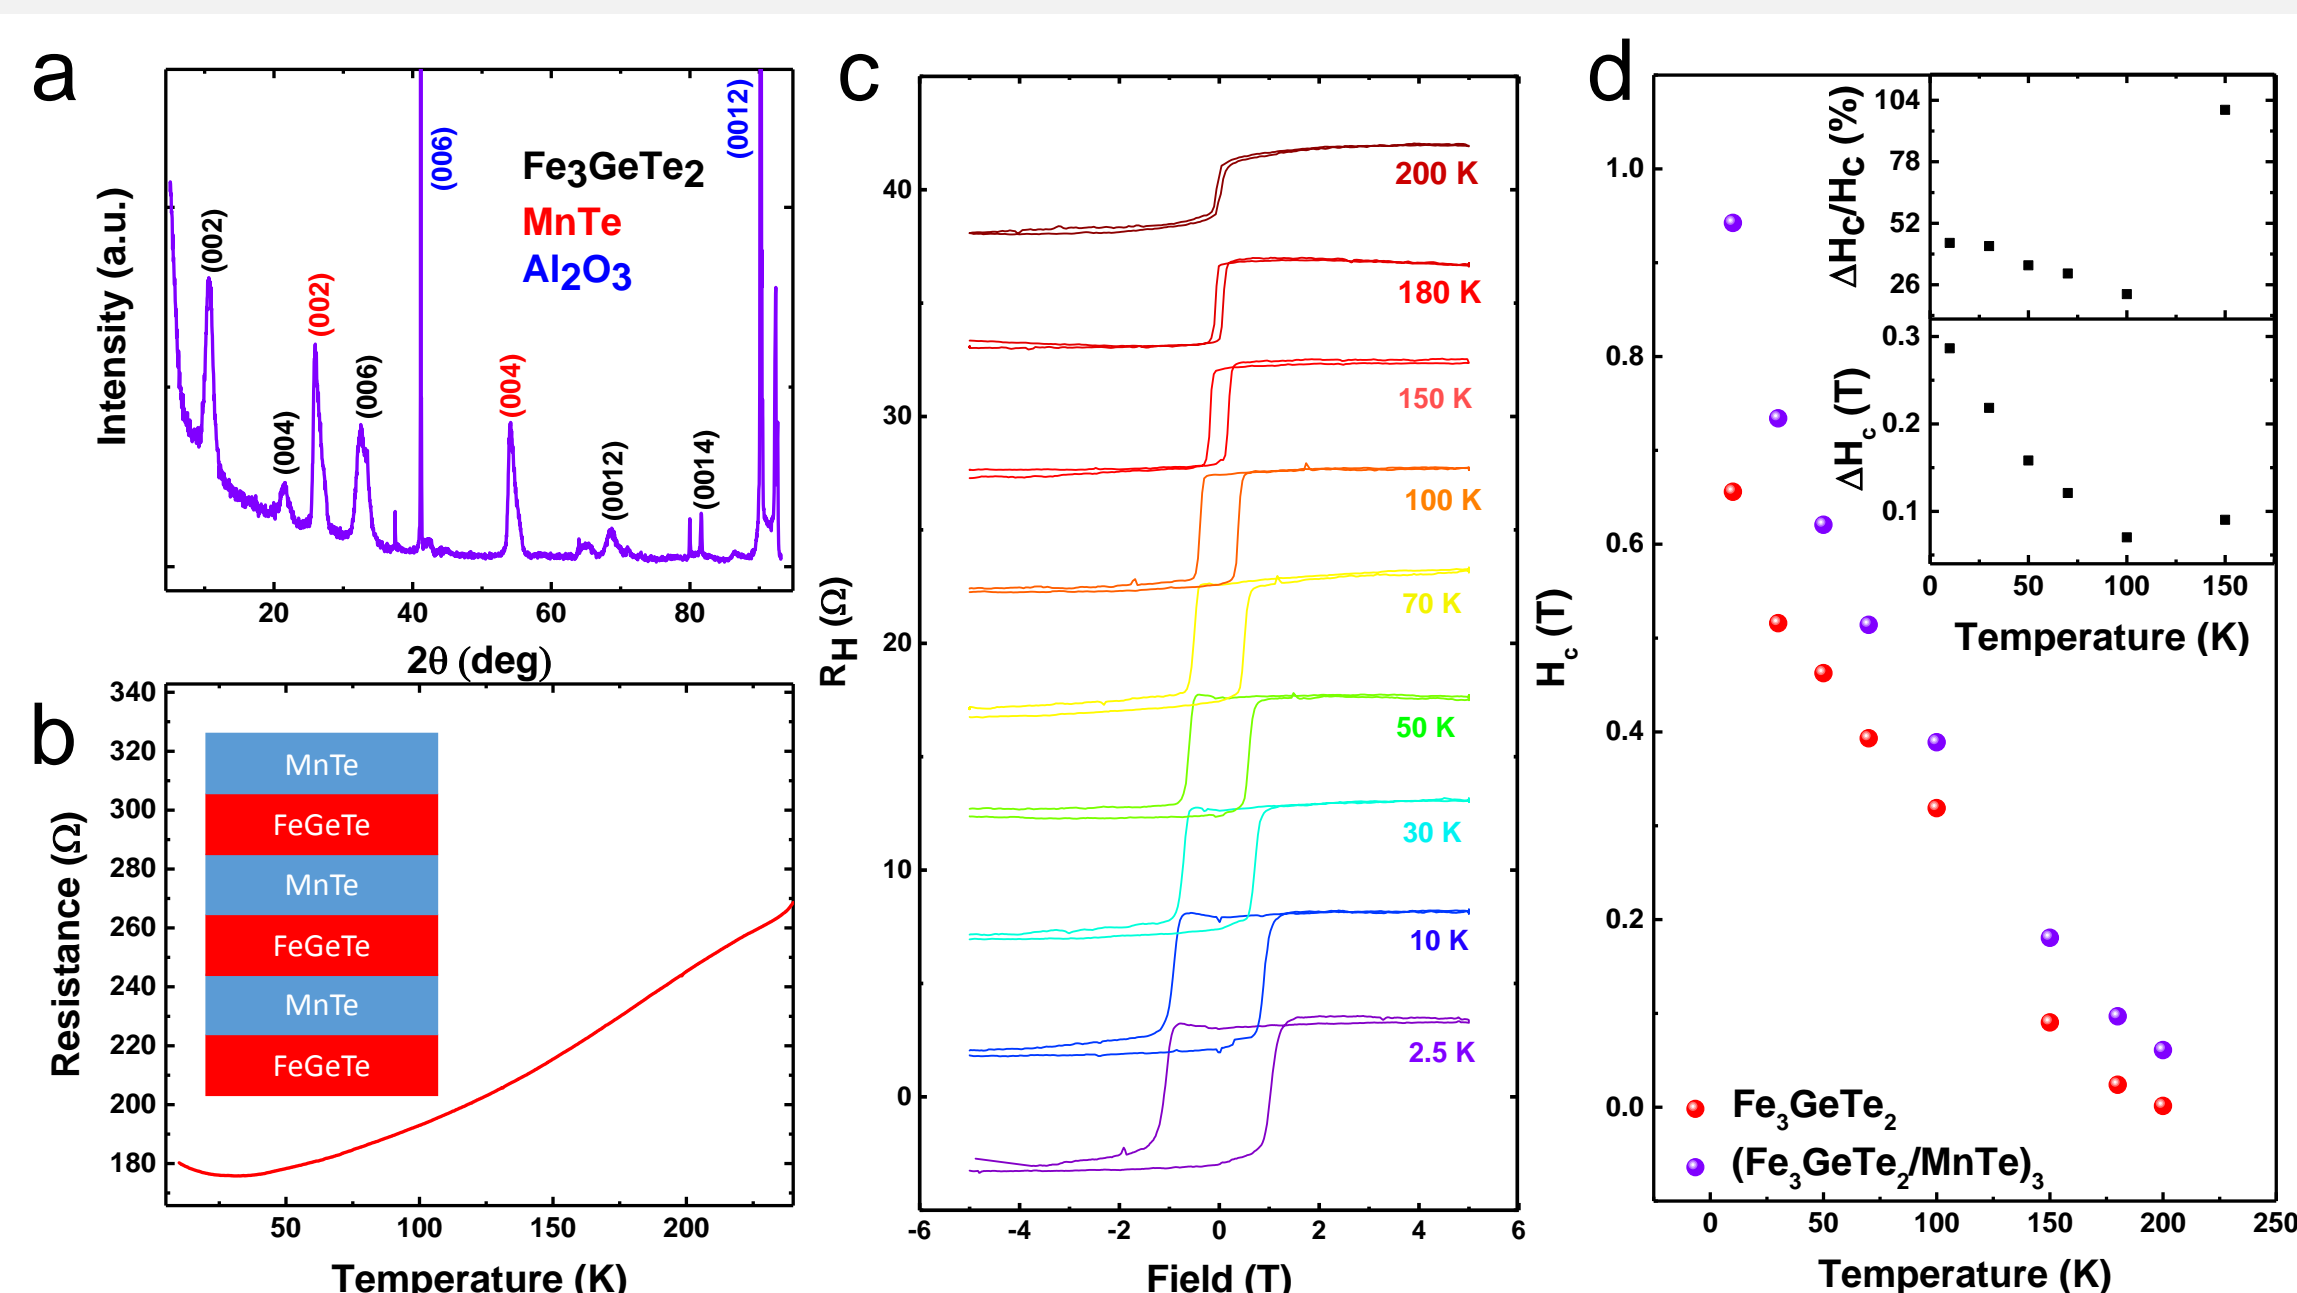 a
Intensity (a.u.)
(002)
(004)
(002)
(006)
(006)
(004)
(0012)
(0014)
(0012)
Fe3GeTe2
MnTe
Al2O3
20 40 60 80
2θ (deg)
b
Resistance (Ω)
340
320
300
280
260
240
220
200
180
MnTe
FeGeTe
MnTe
FeGeTe
MnTe
FeGeTe
50 100 150 200
Temperature (K)
c
RH (Ω)
40
30
20
10
0
200 K
180 K
150 K
100 K
70 K
50 K
30 K
10 K
2.5 K
-6 -4 -2 0 2 4 6
Field (T)
d
Hc (T)
1.0
0.8
0.6
0.4
0.2
0.0
Fe3GeTe2
(Fe3GeTe2/MnTe)3
0 50 100 150 200 250
Temperature (K)
ΔHC/HC (%)
104
78
52
26
ΔHc (T)
0.3
0.2
0.1
0 50 100 150
Temperature (K)